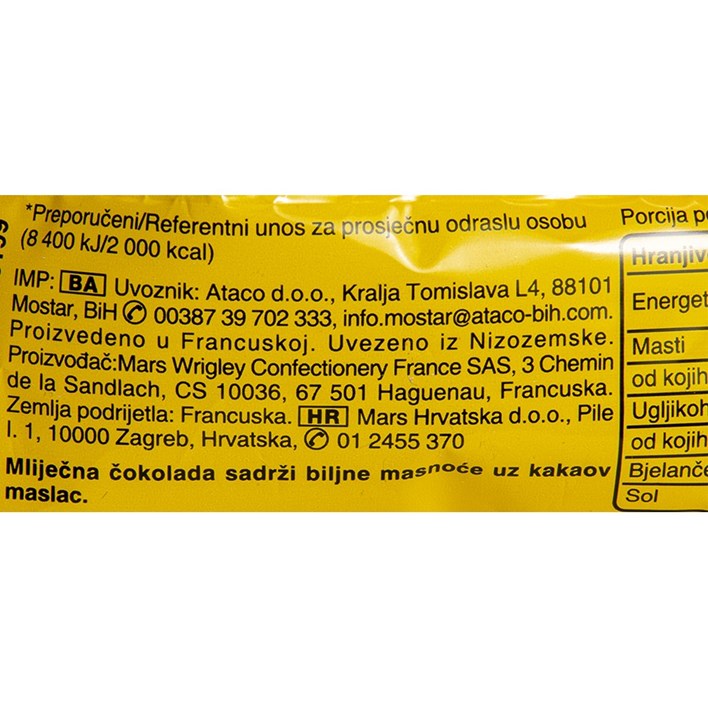 *Preporučeni/Referentni unos za prosječnu odraslu osobu
(8 400 kJ/2 000 kcal)
IMP: BA Uvoznik: Ataco d.o.o., Kralja Tomislava L4, 88101
Mostar, BiH ✆ 00387 39 702 333, info.mostar@ataco-bih.com.
Proizvedeno u Francuskoj. Uvezeno iz Nizozemske.
Proizvođač:Mars Wrigley Confectionery France SAS, 3 Chemin
de la Sandlach, CS 10036, 67 501 Haguenau, Francuska.
Zemlja podrijetla: Francuska. HR Mars Hrvatska d.o.o., Pile
I. 1, 10000 Zagreb, Hrvatska, ✆ 01 2455 370
Mliječna čokolada sadrži biljne masnoće uz kakaov
maslac.
Porcija p
Hranjiv
Energet
Masti
od kojih
Ugljikoh
od kojih
Bjelanč
Sol